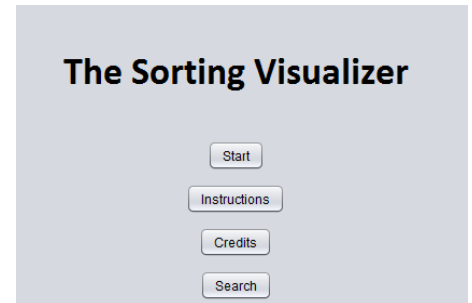 The Sorting Visualizer
Start
Instructions
Credits
Search